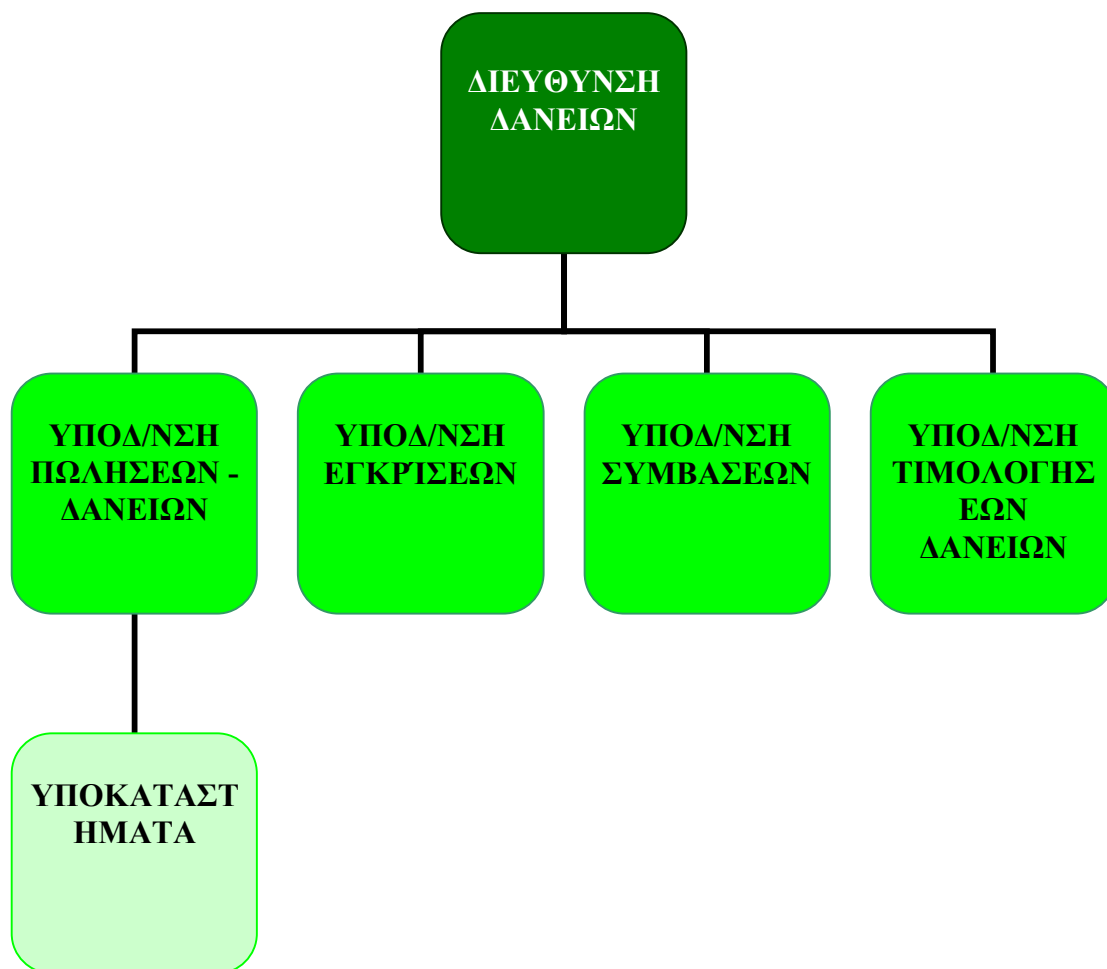 ΔΙΕΥΘΥΝΣΗ
ΔΑΝΕΙΩΝ
ΥΠΟΔ/ΝΣΗ
ΠΩΛΗΣΕΩΝ -
ΔΑΝΕΙΩΝ
ΥΠΟΔ/ΝΣΗ
ΕΓΚΡΊΣΕΩΝ
ΥΠΟΔ/ΝΣΗ
ΣΥΜΒΑΣΕΩΝ
ΥΠΟΔ/ΝΣΗ
ΤΙΜΟΛΟΓΗΣ
ΕΩΝ
ΔΑΝΕΙΩΝ
ΥΠΟΚΑΤΑΣΤ
ΗΜΑΤΑ